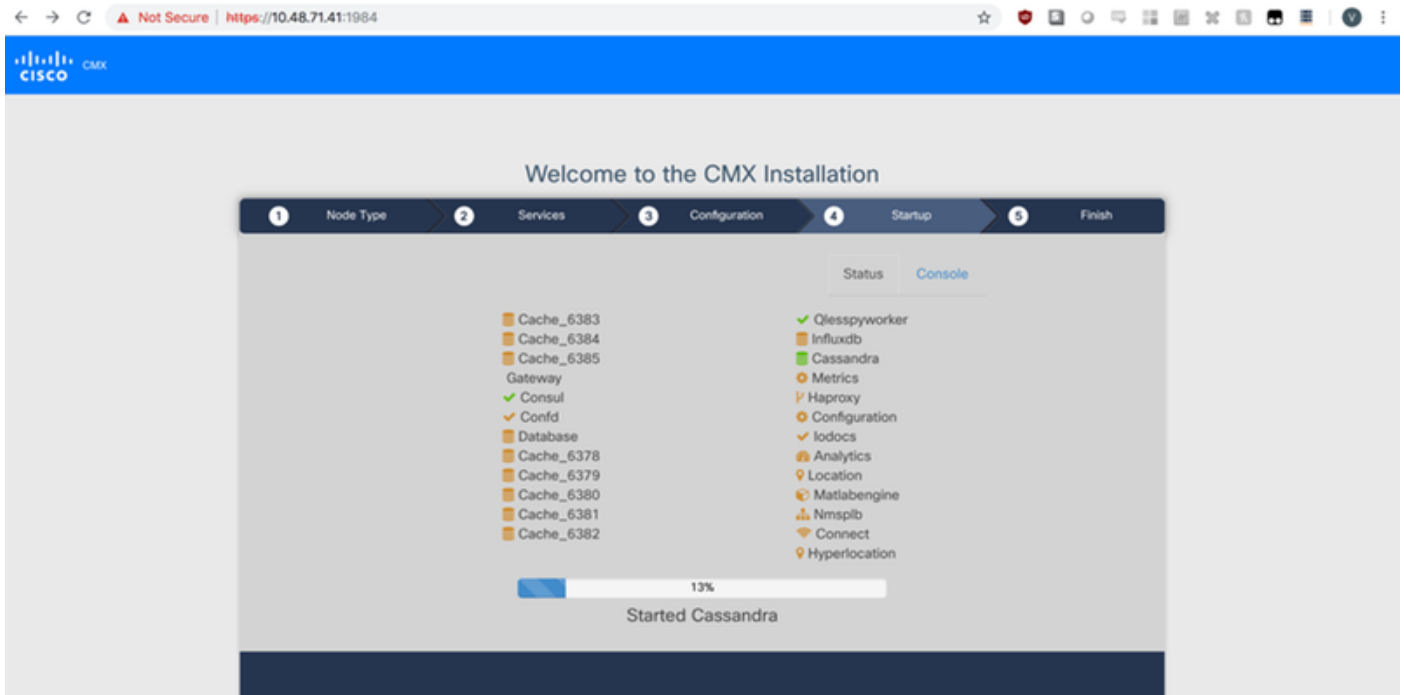 Not Secure | https://10.48.71.41:1984
V
CISCO CMX
Welcome to the CMX Installation
1 Node Type 2 Services 3 Configuration 4 Startup 5 Finish
Status Console
Cache_6383
Cache_6384
Cache_6385
Gateway
Consul
Confd
Database
Cache_6378
Cache_6379
Cache_6380
Cache_6381
Cache_6382
Qlesspyworker
Influxdb
Cassandra
Metrics
Haproxy
Configuration
Iodocs
Analytics
Location
Matlabengine
Nmsplb
Connect
Hyperlocation
13%
Started Cassandra